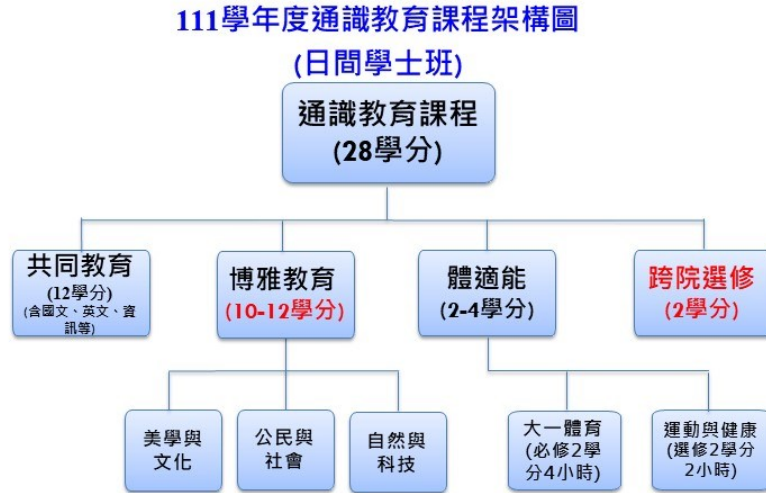 111學年度通識教育課程架構圖
(日間學士班)
通識教育課程
(28學分)
共同教育
(12學分)
(含國文、英文、資
訊等)
博雅教育
(10-12學分)
體適能
(2-4學分)
跨院選修
(2學分)
美學與
文化
公民與
社會
自然與
科技
大一體育
(必修2學
分4小時)
運動與健康
(選修2學分
2小時)